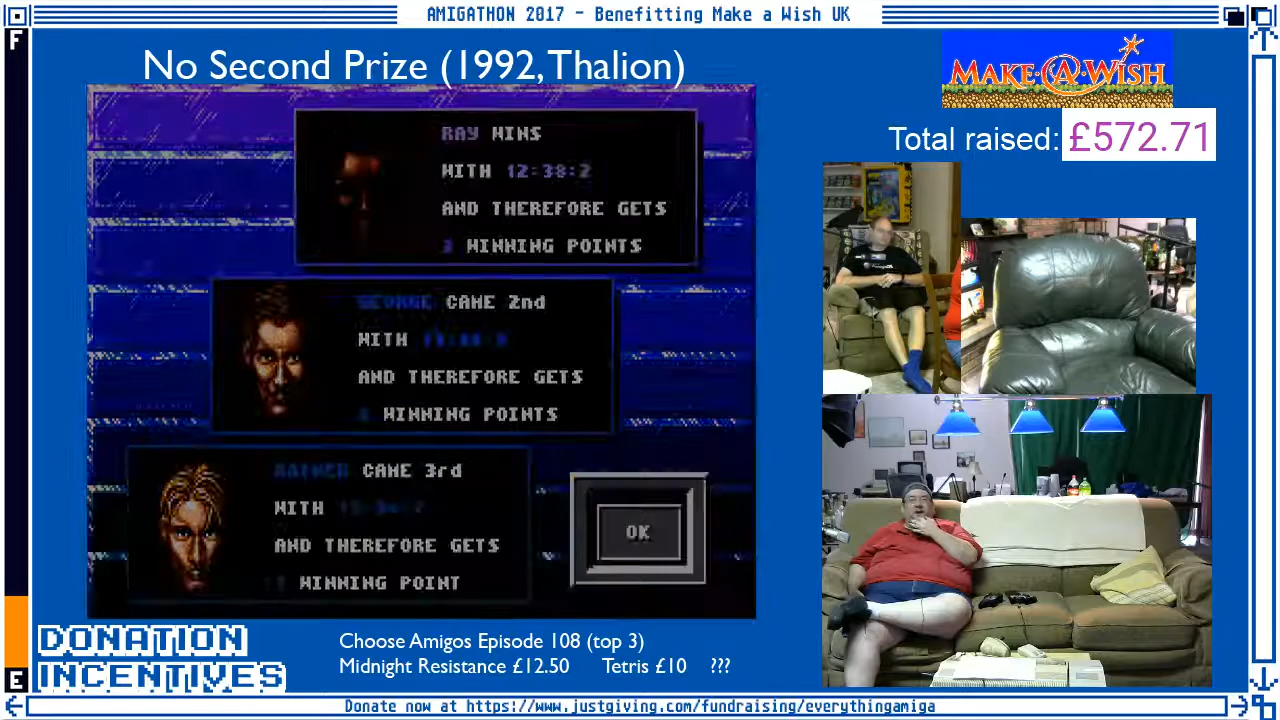 AMIGATHON 2017 - Benefitting Make a Wish UK
F
No Second Prize (1992, Thalion)
MAKE-A-WISH
Total raised: £572.71
RAY WINS
WITH 12:38:2
AND THEREFORE GETS
3 WINNING POINTS
GEORGE CAME 2nd
WITH
AND THEREFORE GETS
WINNING POINTS
CAME 3rd
WITH
AND THEREFORE GETS
WINNING POINT
OK
E
DONATION
INCENTIVES
Choose Amigos Episode 108 (top 3)
Midnight Resistance £12.50 Tetris £10 ???
Donate now at https://www.justgiving.com/fundraising/everythingamiga